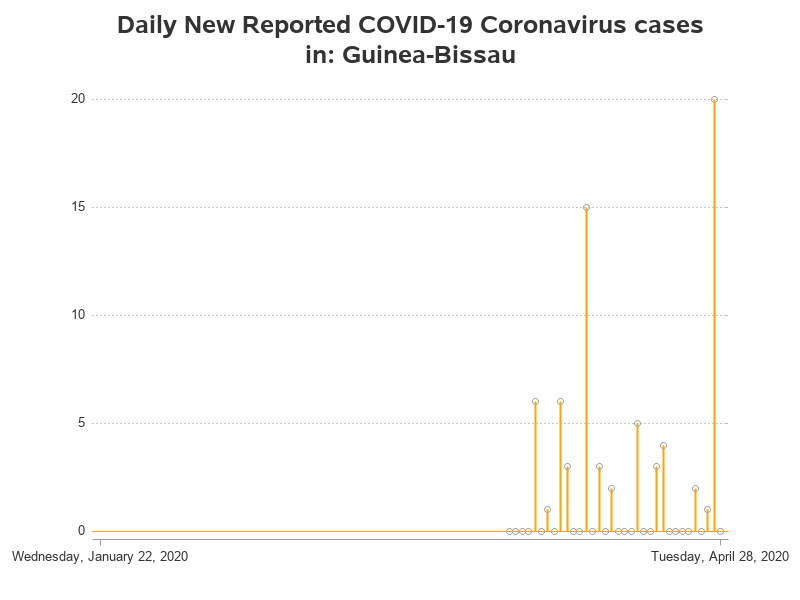 Daily New Reported COVID-19 Coronavirus cases
in: Guinea-Bissau
20
15
10
5
0
Wednesday, January 22, 2020
Tuesday, April 28, 2020